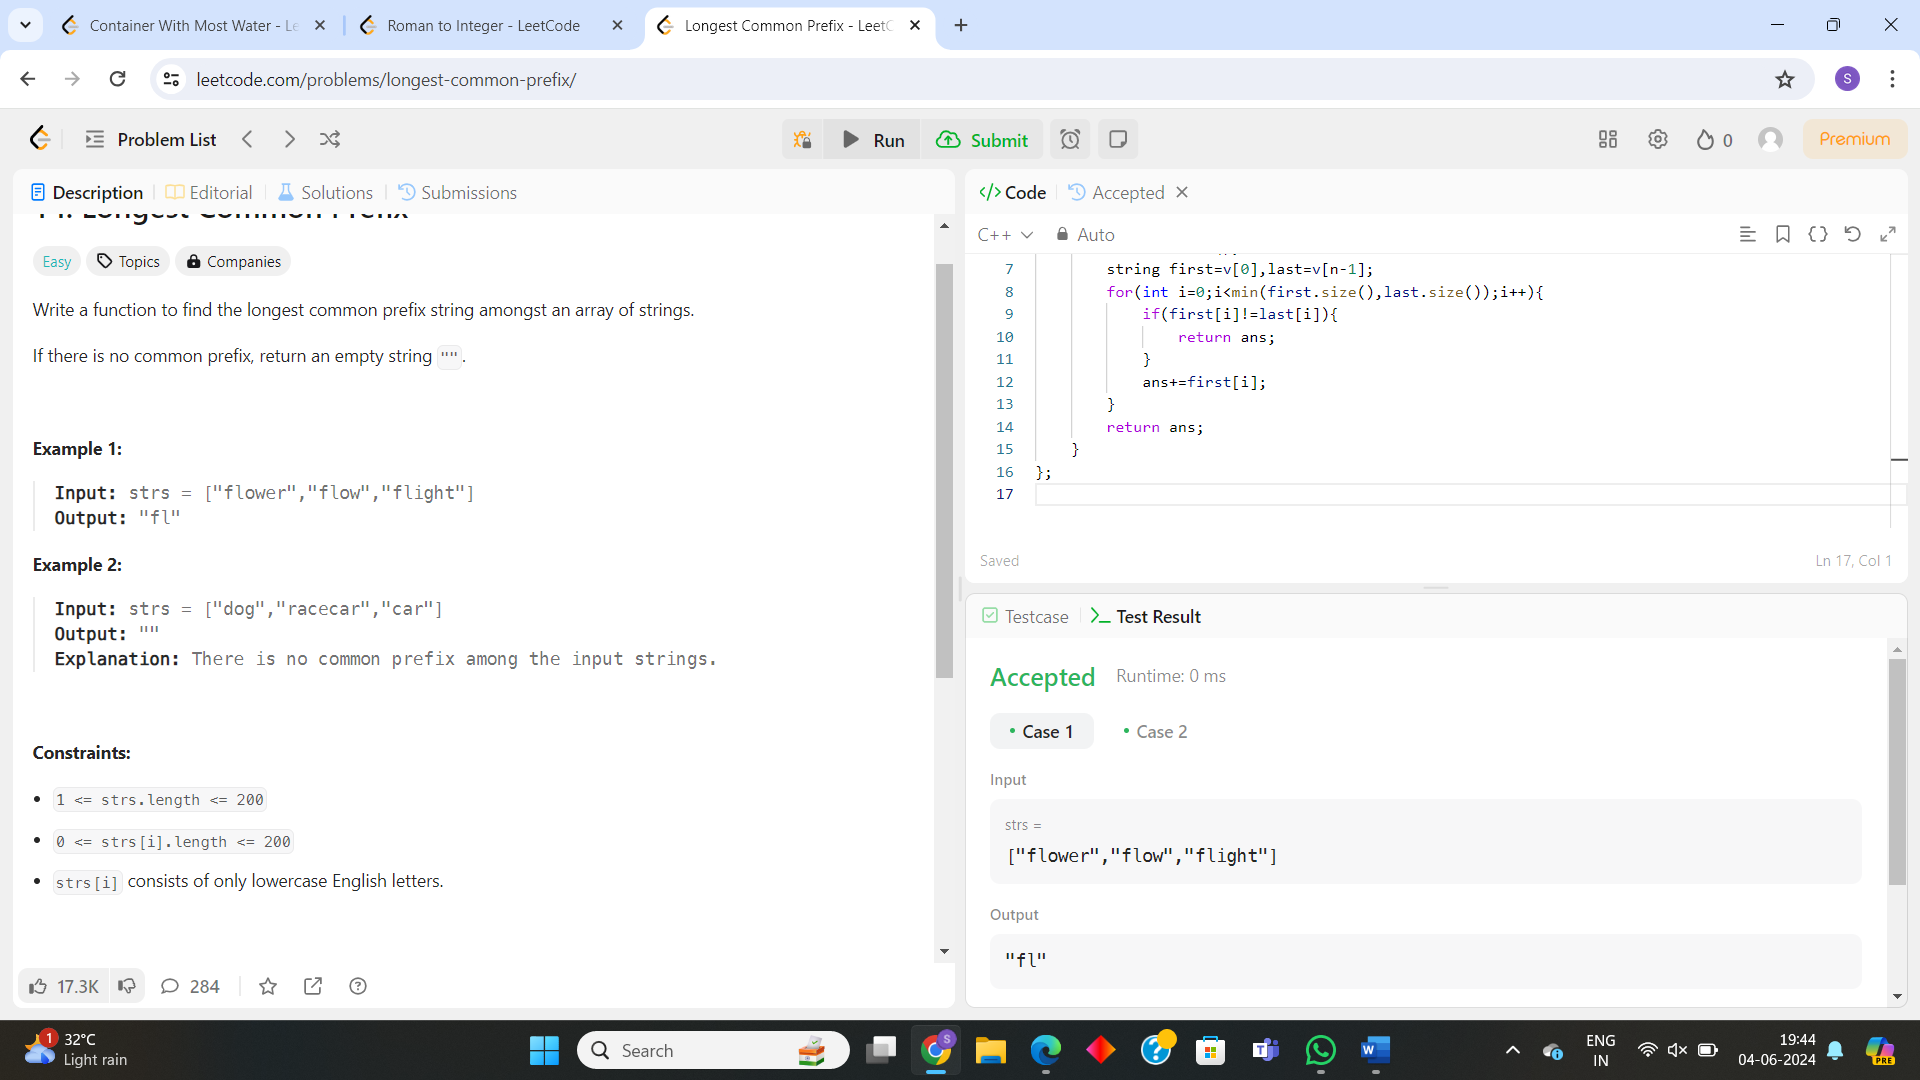 Container With Most Water - Le
Roman to Integer - LeetCode
Longest Common Prefix - LeetC
leetcode.com/problems/longest-common-prefix/
S
Problem List
Run
Submit
0
Premium
Description
Editorial
Solutions
Submissions
14. Longest Common Prefix
Easy
Topics
Companies
Write a function to find the longest common prefix string amongst an array of strings.
If there is no common prefix, return an empty string "".
Example 1:
Input: strs = ["flower","flow","flight"]
Output: "fl"
Example 2:
Input: strs = ["dog","racecar","car"]
Output: ""
Explanation: There is no common prefix among the input strings.
Constraints:
1 <= strs.length <= 200
0 <= strs[i].length <= 200
strs[i] consists of only lowercase English letters.
17.3K
284
</> Code
Accepted
C++
Auto
7 string first=v[0],last=v[n-1];
8 for(int i=0;i<min(first.size(),last.size());i++){
9 if(first[i]!=last[i]){
10 return ans;
11 }
12 ans+=first[i];
13 }
14 return ans;
15 }
16 };
17
Saved
Ln 17, Col 1
Testcase
Test Result
Accepted
Runtime: 0 ms
Case 1
Case 2
Input
strs =
["flower","flow","flight"]
Output
"fl"
1
32°C
Light rain
Search
S
ENG
IN
19:44
04-06-2024
PRE